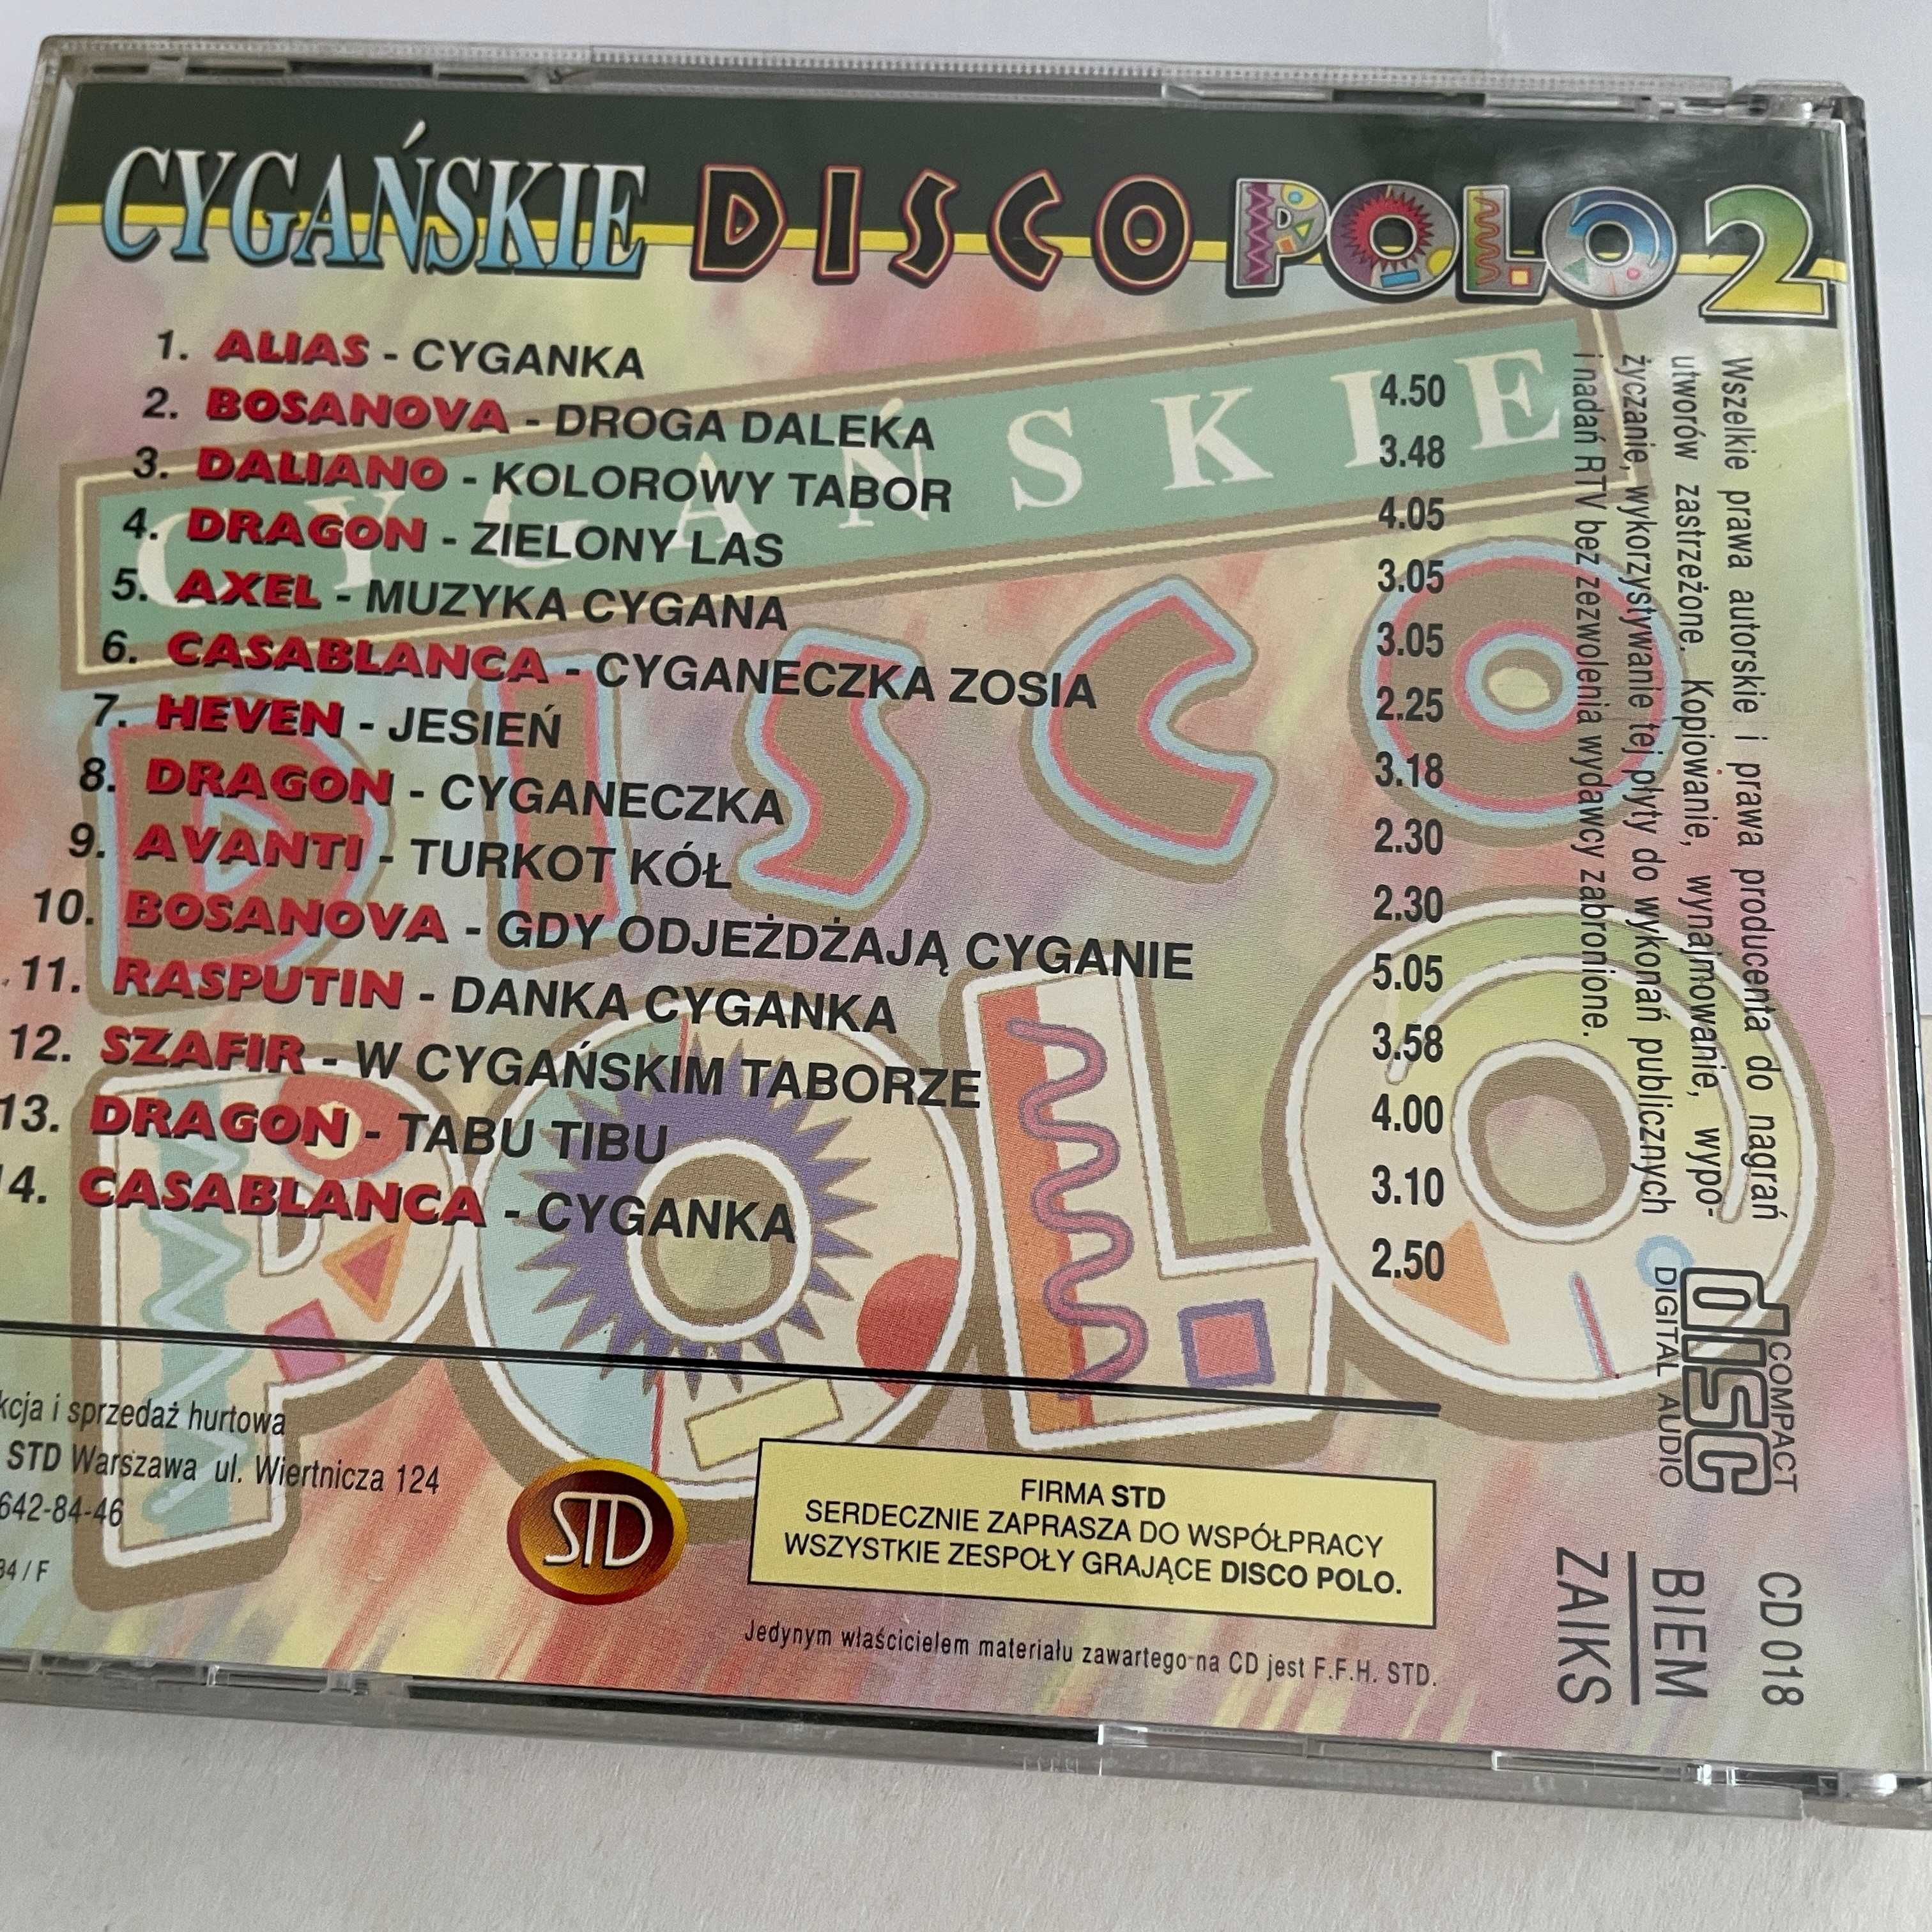 CYGAŃSKIE DISCO POLO 2
1. ALIAS - CYGANKA 4.50
2. BOSANOVA - DROGA DALEKA 3.48
3. DALIANO - KOLOROWY TABOR 4.05
4. DRAGON - ZIELONY LAS 3.05
5. AXEL - MUZYKA CYGANA 3.05
6. CASABLANCA - CYGANECZKA ZOSIA 2.25
7. HEVEN - JESIEŃ 3.18
8. DRAGON - CYGANECZKA 2.30
9. AVANTI - TURKOT KÓŁ 2.30
10. BOSANOVA - GDY ODJEŻDŻAJĄ CYGANIE 5.05
11. RASPUTIN - DANKA CYGANKA 3.58
12. SZAFIR - W CYGAŃSKIM TABORZE 4.00
13. DRAGON - TABU TIBU 3.10
4. CASABLANCA - CYGANKA 2.50
CYGAŃSKIE
DISCO
POLO
Wszelkie prawa autorskie i prawa producenta do nagrań
utworów zastrzeżone. Kopiowanie, wynajmowanie, wypo-
życzanie, wykorzystywanie tej płyty do wykonań publicznych
i nadań RTV bez zezwolenia wydawcy zabronione.
COMPACT
disc
DIGITAL AUDIO
kcja i sprzedaż hurtowa
STD Warszawa ul. Wiertnicza 124
642-84-46
34 / F
STD
FIRMA STD
SERDECZNIE ZAPRASZA DO WSPÓŁPRACY
WSZYSTKIE ZESPOŁY GRAJĄCE DISCO POLO.
Jedynym właścicielem materiału zawartego na CD jest F.F.H. STD.
CD 018
BIEM
ZAIKS